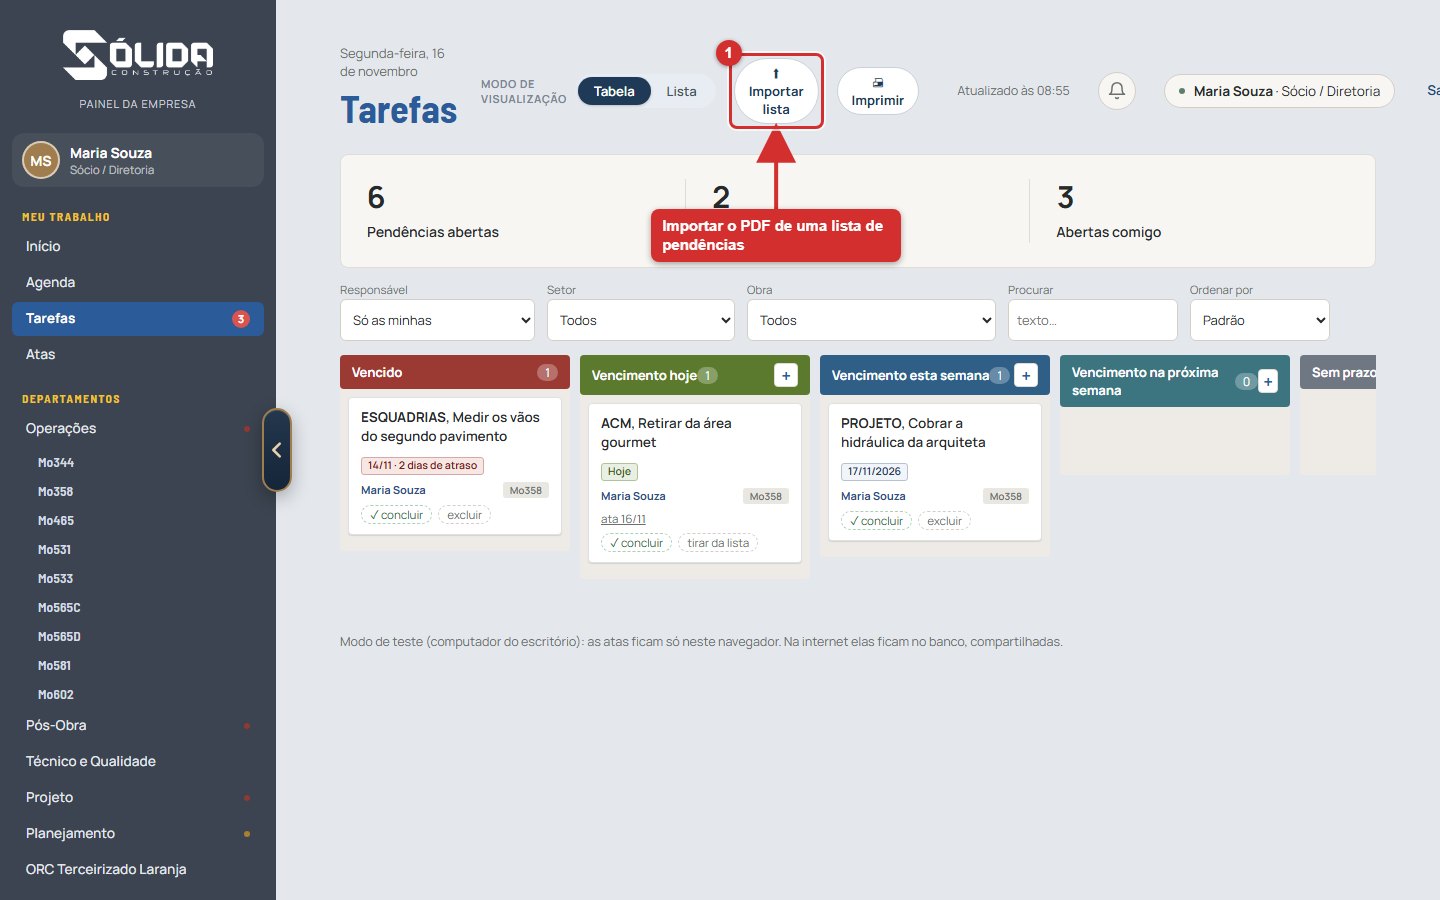 SÓLIDA
CONSTRUÇÃO
PAINEL DA EMPRESA
MS
Maria Souza
Sócio / Diretoria
MEU TRABALHO
Início
Agenda
Tarefas 3
Atas
DEPARTAMENTOS
Operações
Mo344
Mo358
Mo465
Mo531
Mo533
Mo565C
Mo565D
Mo581
Mo602
Pós-Obra
Técnico e Qualidade
Projeto
Planejamento
ORC Terceirizado Laranja
Segunda-feira, 16
de novembro
Tarefas
MODO DE
VISUALIZAÇÃO
Tabela Lista
1
Importar
lista
Imprimir
Atualizado às 08:55
Maria Souza · Sócio / Diretoria
Sa
6
Pendências abertas
2
3
Abertas comigo
Importar o PDF de uma lista de
pendências
Responsável
Só as minhas
Setor
Todos
Obra
Todos
Procurar
texto...
Ordenar por
Padrão
Vencido 1
ESQUADRIAS, Medir os vãos
do segundo pavimento
14/11 · 2 dias de atraso
Maria Souza Mo358
✓ concluir excluir
Vencimento hoje 1 +
ACM, Retirar da área
gourmet
Hoje
Maria Souza Mo358
ata 16/11
✓ concluir tirar da lista
Vencimento esta semana 1 +
PROJETO, Cobrar a
hidráulica da arquiteta
17/11/2026
Maria Souza Mo358
✓ concluir excluir
Vencimento na próxima
semana 0 +
Sem prazo
Modo de teste (computador do escritório): as atas ficam só neste navegador. Na internet elas ficam no banco, compartilhadas.